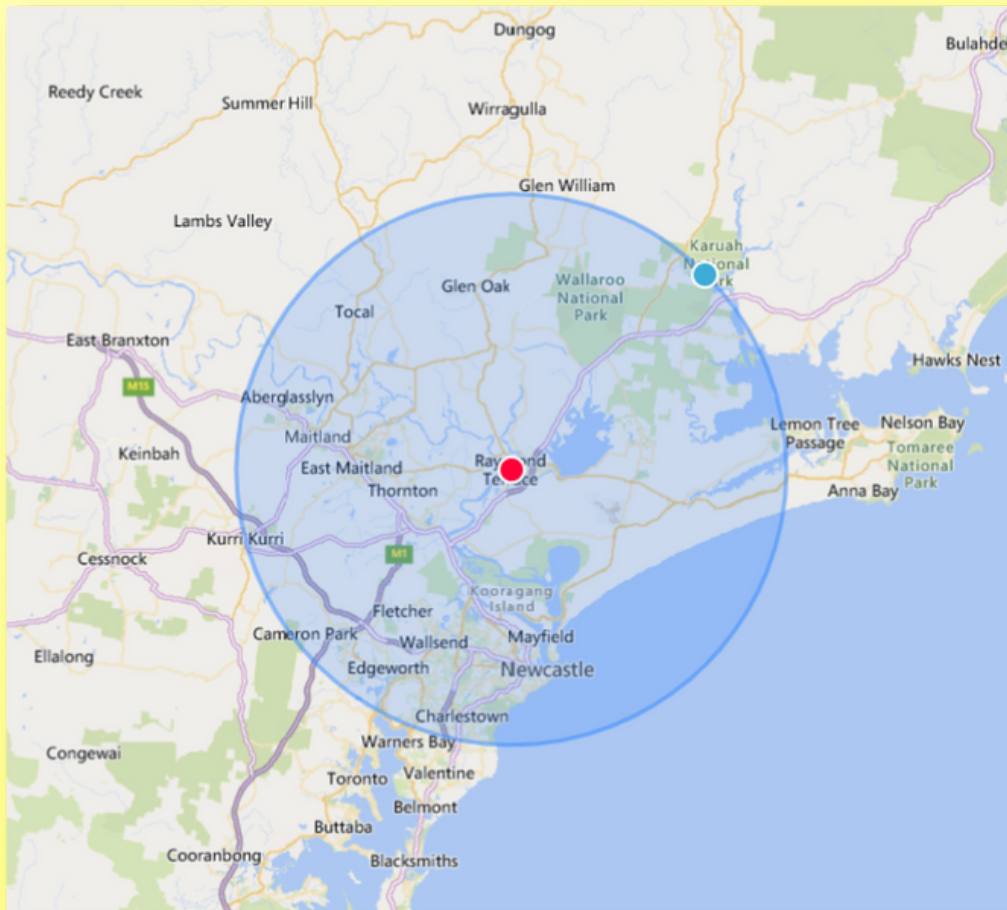 Dungog
Bulahde
Reedy Creek
Summer Hill
Wirragulla
Glen William
Lambs Valley
Karuah
National
Park
Glen Oak
Wallaroo
National
Park
Tocal
East Branxton
M15
Hawks Nest
Aberglasslyn
Maitland
Lemon Tree
Passage
Nelson Bay
Keinbah
East Maitland
Raymond
Terrace
Tomaree
National
Park
Thornton
Anna Bay
Kurri Kurri
Cessnock
M1
Kooragang
Island
Fletcher
Cameron Park
Wallsend
Mayfield
Ellalong
Edgeworth
Newcastle
Charlestown
Warners Bay
Congewai
Toronto
Valentine
Belmont
Buttaba
Cooranbong
Blacksmiths